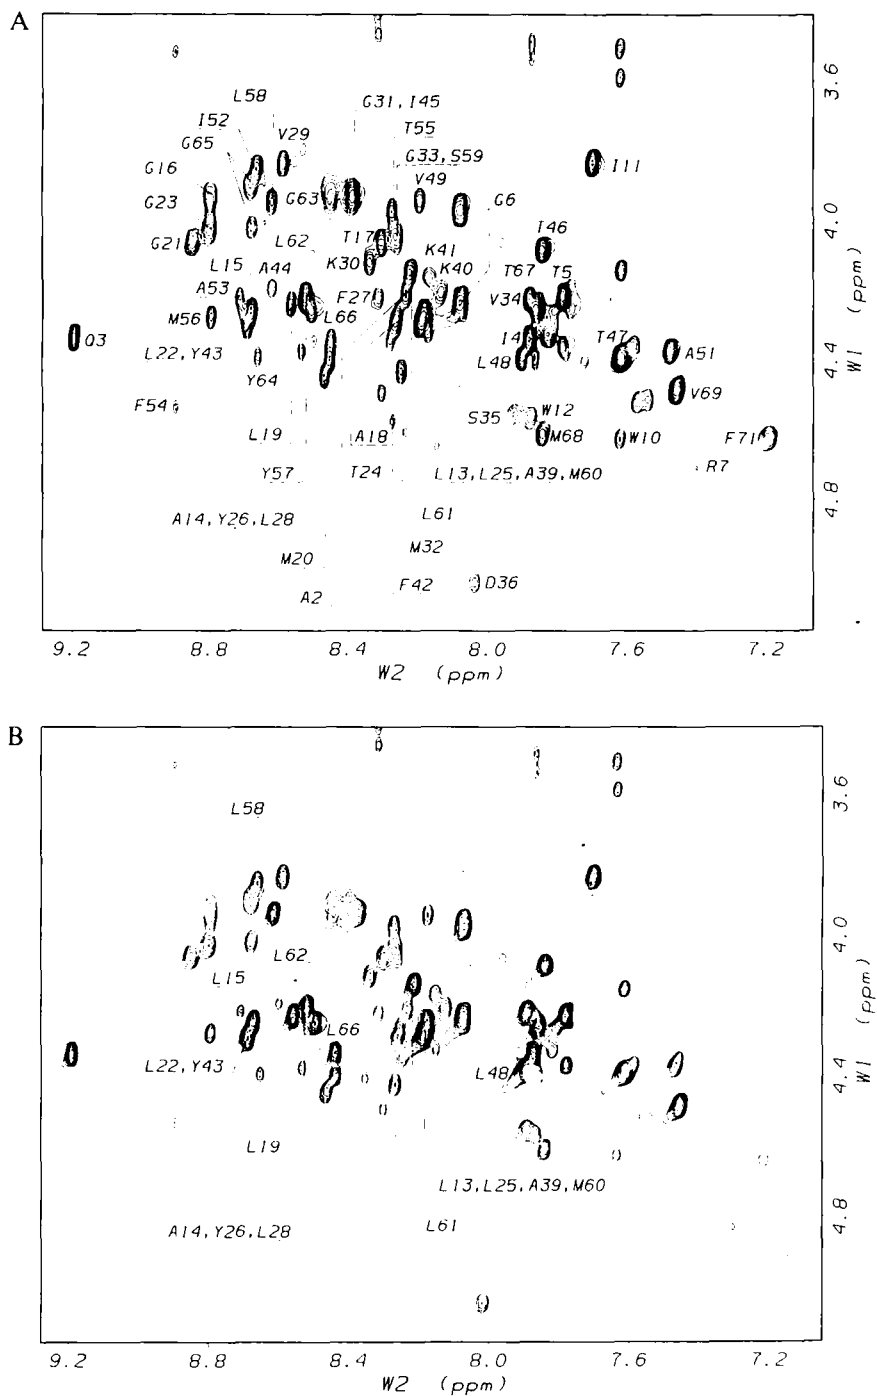 A
L58
G31,I45
3.6
I52
T55
G65
V29
G33,S59
G16
V49
I11
G23
G63
G6
4.0
G21
T17
T46
L62
K41
L15
A44
K30
K40
T67
T5
A53
F27
V34
W1 (ppm)
M56
L66
Q3
I4
T47
L22,Y43
L48
A51
4.4
Y64
V69
F54
S35
W12
L19
A18
M68
W10
F71
Y57
T24
L13,L25,A39,M60
R7
A14,Y26,L28
L61
4.8
M20
M32
A2
F42
D36
9.2 8.8 8.4 8.0 7.6 7.2
W2 (ppm)
B
L58
3.6
L62
4.0
L15
L66
W1 (ppm)
L22,Y43
L48
4.4
L19
L13,L25,A39,M60
A14,Y26,L28
L61
4.8
9.2 8.8 8.4 8.0 7.6 7.2
W2 (ppm)